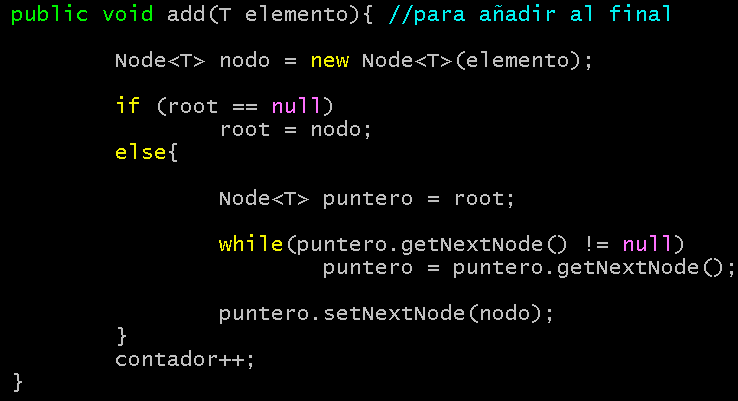 public void add(T elemento){ //para añadir al final
Node<T> nodo = new Node<T>(elemento);
if (root == null)
root = nodo;
else{
Node<T> puntero = root;
while(puntero.getNextNode() != null)
puntero = puntero.getNextNode();
puntero.setNextNode(nodo);
}
contador++;
}